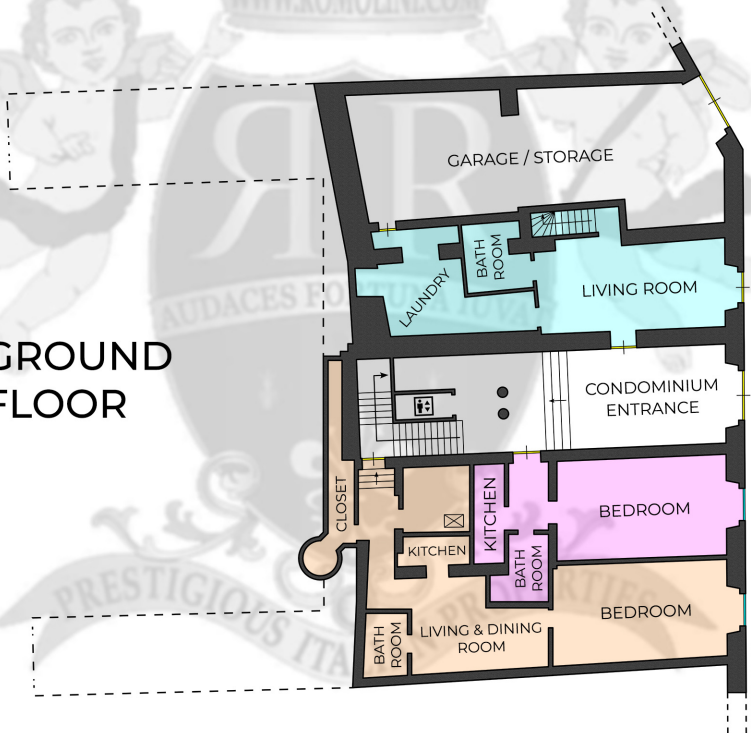 WWW.ROMOLINI.COM
GARAGE / STORAGE
BATH
ROOM
LAUNDRY
LIVING ROOM
AUDACES FORTUNA IUVAT
GROUND
FLOOR
CONDOMINIUM
ENTRANCE
CLOSET
KITCHEN
KITCHEN
BEDROOM
BATH
ROOM
BEDROOM
BATH
ROOM
LIVING & DINING
ROOM
PRESTIGIOUS ITALIAN PROPERTIES